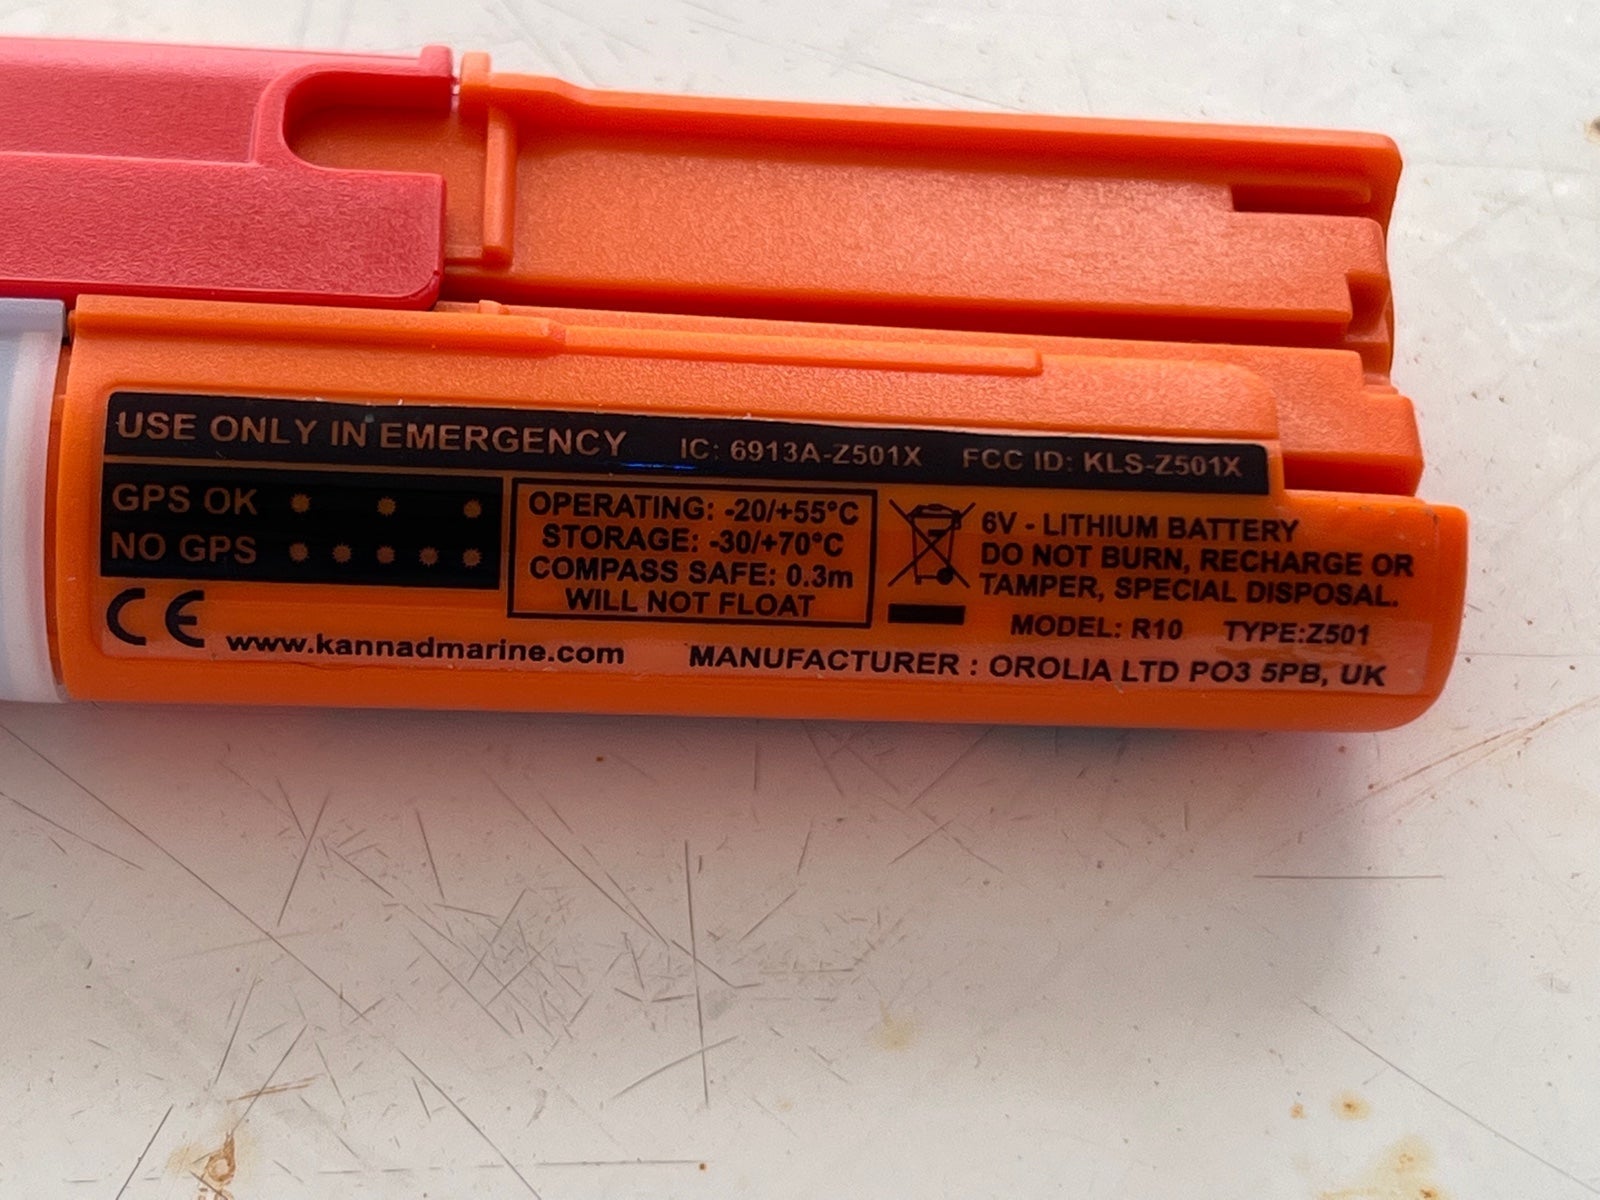 USE ONLY IN EMERGENCY IC: 6913A-Z501X FCC ID: KLS-Z501X
GPS OK
NO GPS
OPERATING: -20/+55°C
STORAGE: -30/+70°C
COMPASS SAFE: 0.3m
WILL NOT FLOAT
6V - LITHIUM BATTERY
DO NOT BURN, RECHARGE OR
TAMPER, SPECIAL DISPOSAL.
MODEL: R10 TYPE:Z501
CE www.kannadmarine.com MANUFACTURER : OROLIA LTD PO3 5PB, UK